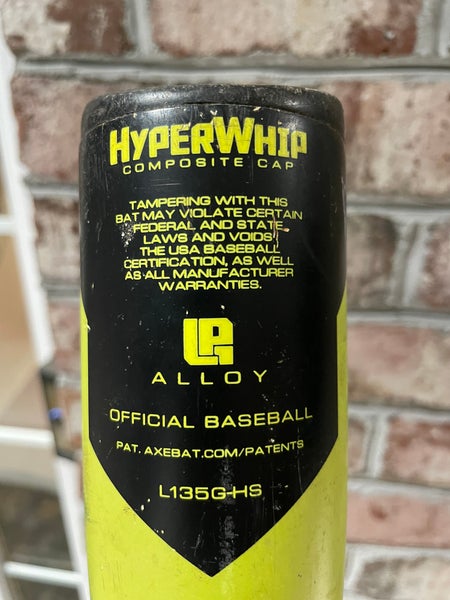 HYPERWHIP
COMPOSITE CAP
TAMPERING WITH THIS
BAT MAY VIOLATE CERTAIN
FEDERAL AND STATE
LAWS AND VOIDS
THE USA BASEBALL
CERTIFICATION, AS WELL
AS ALL MANUFACTURER
WARRANTIES.
ALLOY
OFFICIAL BASEBALL
PAT. AXEBAT.COM/PATENTS
L135G-HS